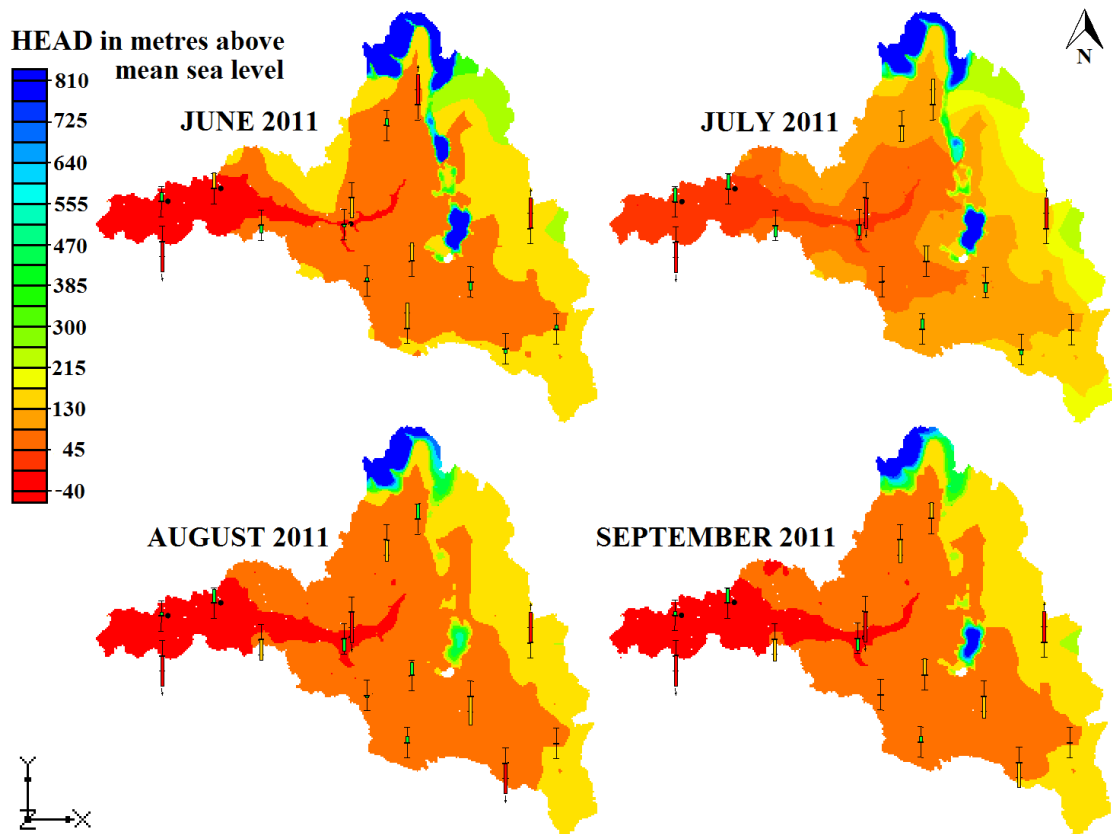 HEAD in metres above
mean sea level
810
725
640
555
470
385
300
215
130
45
-40
N
JUNE 2011
JULY 2011
AUGUST 2011
SEPTEMBER 2011
Y
Z
X